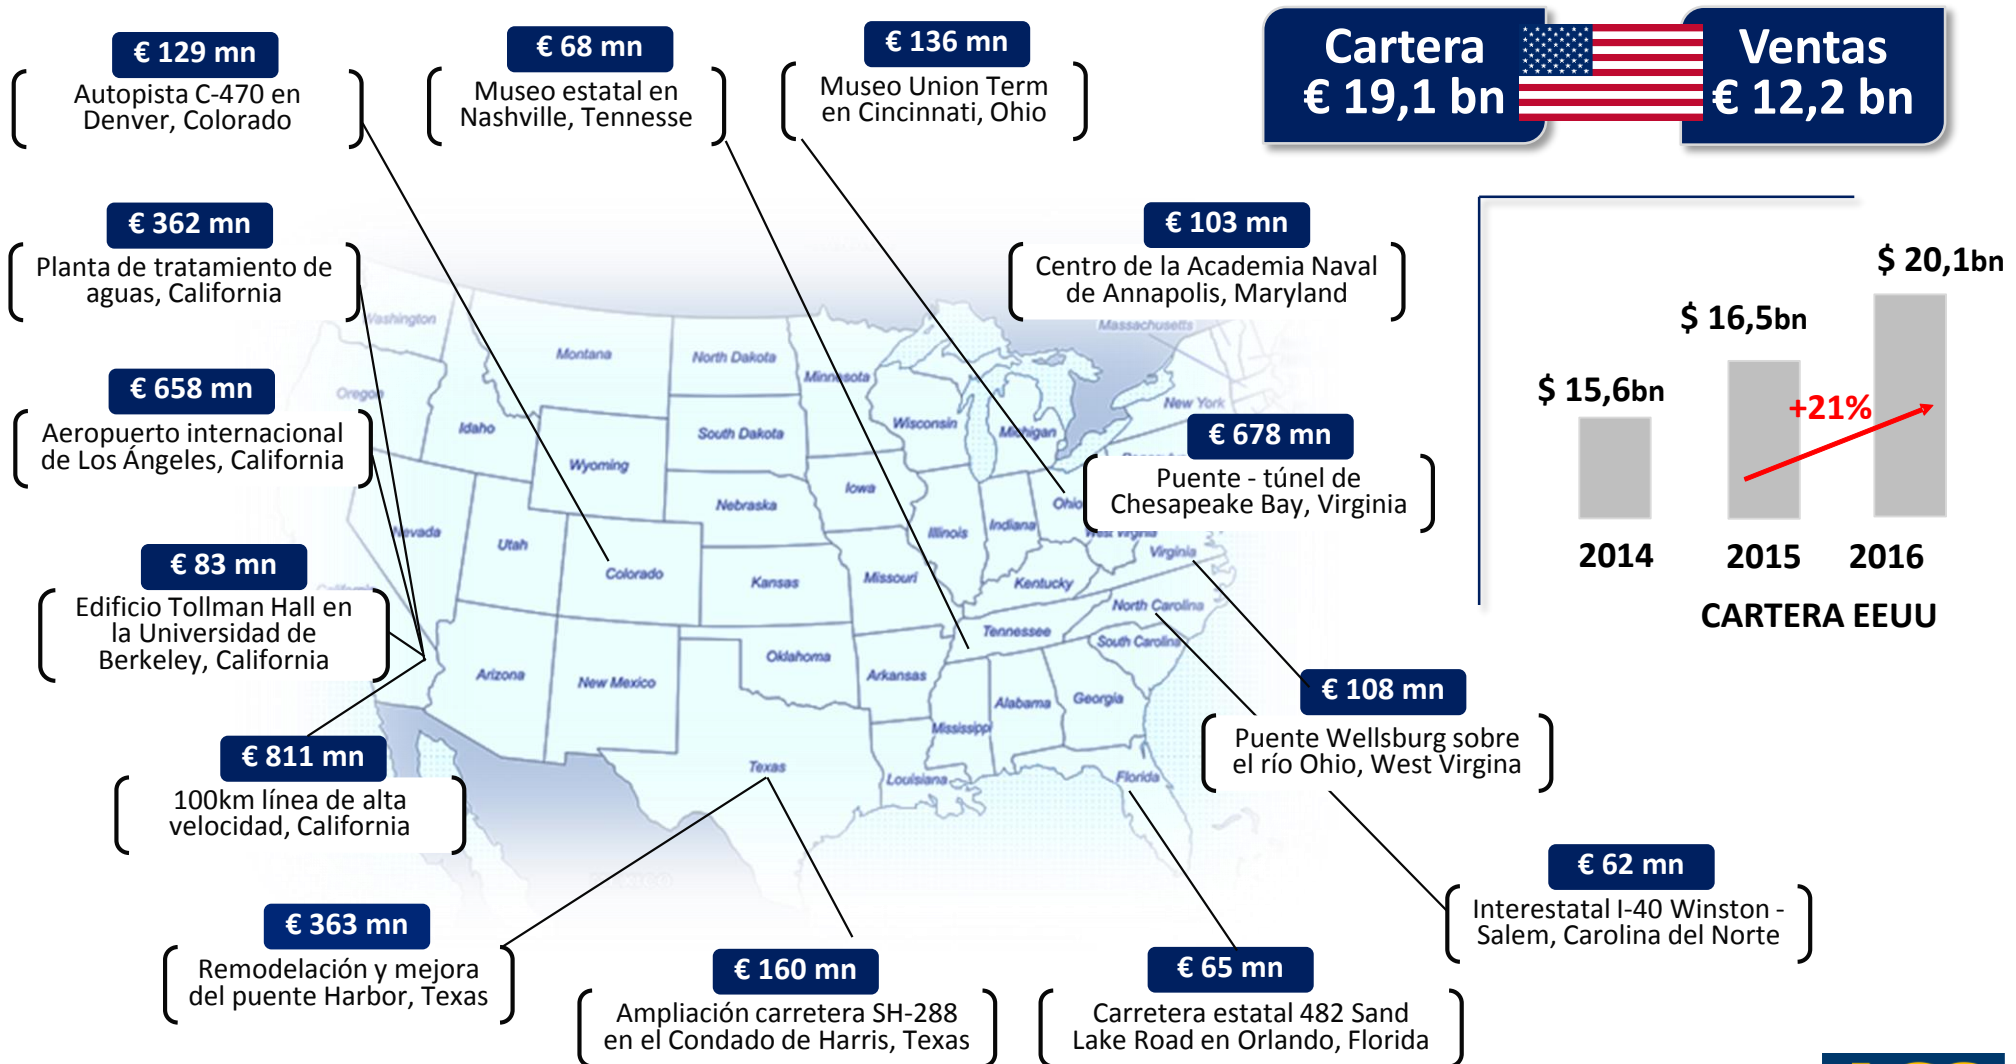 € 129 mn
Autopista C-470 en
Denver, Colorado
€ 68 mn
Museo estatal en
Nashville, Tennesse
€ 136 mn
Museo Union Term
en Cincinnati, Ohio
Cartera
€ 19,1 bn
Ventas
€ 12,2 bn
€ 362 mn
Planta de tratamiento de
aguas, California
€ 103 mn
Centro de la Academia Naval
de Annapolis, Maryland
€ 658 mn
Aeropuerto internacional
de Los Ángeles, California
€ 678 mn
Puente - túnel de
Chesapeake Bay, Virginia
€ 83 mn
Edificio Tollman Hall en
la Universidad de
Berkeley, California
€ 108 mn
Puente Wellsburg sobre
el río Ohio, West Virgina
€ 811 mn
100km línea de alta
velocidad, California
€ 62 mn
Interestatal I-40 Winston -
Salem, Carolina del Norte
€ 363 mn
Remodelación y mejora
del puente Harbor, Texas
€ 160 mn
Ampliación carretera SH-288
en el Condado de Harris, Texas
€ 65 mn
Carretera estatal 482 Sand
Lake Road en Orlando, Florida
$ 15,6bn
$ 16,5bn
$ 20,1bn
+21%
2014
2015
2016
CARTERA EEUU
Washington
Montana
North Dakota
Minnesota
Massachusetts
Oregon
Idaho
South Dakota
Wisconsin
Michigan
New York
Wyoming
Nebraska
Iowa
Illinois
Indiana
Ohio
West Virginia
Virginia
Nevada
Utah
Colorado
Kansas
Missouri
Kentucky
California
North Carolina
Tennessee
South Carolina
Arizona
New Mexico
Oklahoma
Arkansas
Mississippi
Alabama
Georgia
Texas
Louisiana
Florida